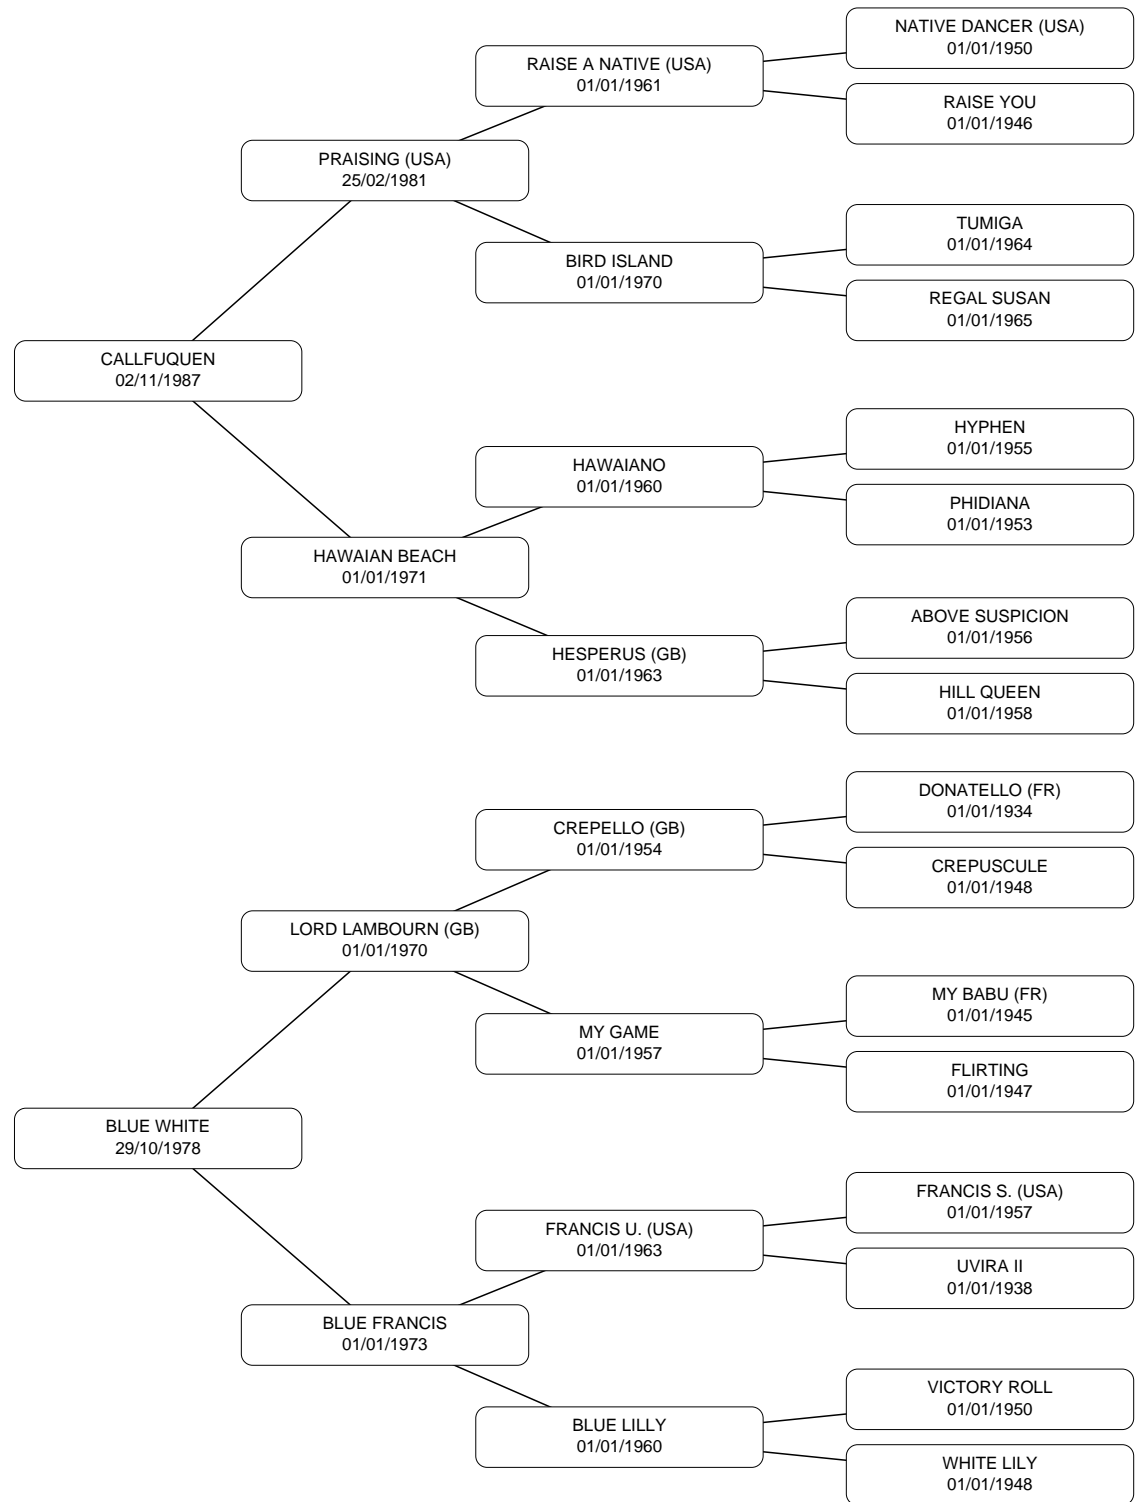 NATIVE DANCER (USA)
01/01/1950
RAISE A NATIVE (USA)
01/01/1961
RAISE YOU
01/01/1946
PRAISING (USA)
25/02/1981
TUMIGA
01/01/1964
BIRD ISLAND
01/01/1970
REGAL SUSAN
01/01/1965
CALLFUQUEN
02/11/1987
HYPHEN
01/01/1955
HAWAIANO
01/01/1960
PHIDIANA
01/01/1953
HAWAIAN BEACH
01/01/1971
ABOVE SUSPICION
01/01/1956
HESPERUS (GB)
01/01/1963
HILL QUEEN
01/01/1958
DONATELLO (FR)
01/01/1934
CREPELLO (GB)
01/01/1954
CREPUSCULE
01/01/1948
LORD LAMBOURN (GB)
01/01/1970
MY BABU (FR)
01/01/1945
MY GAME
01/01/1957
FLIRTING
01/01/1947
BLUE WHITE
29/10/1978
FRANCIS S. (USA)
01/01/1957
FRANCIS U. (USA)
01/01/1963
UVIRA II
01/01/1938
BLUE FRANCIS
01/01/1973
VICTORY ROLL
01/01/1950
BLUE LILLY
01/01/1960
WHITE LILY
01/01/1948